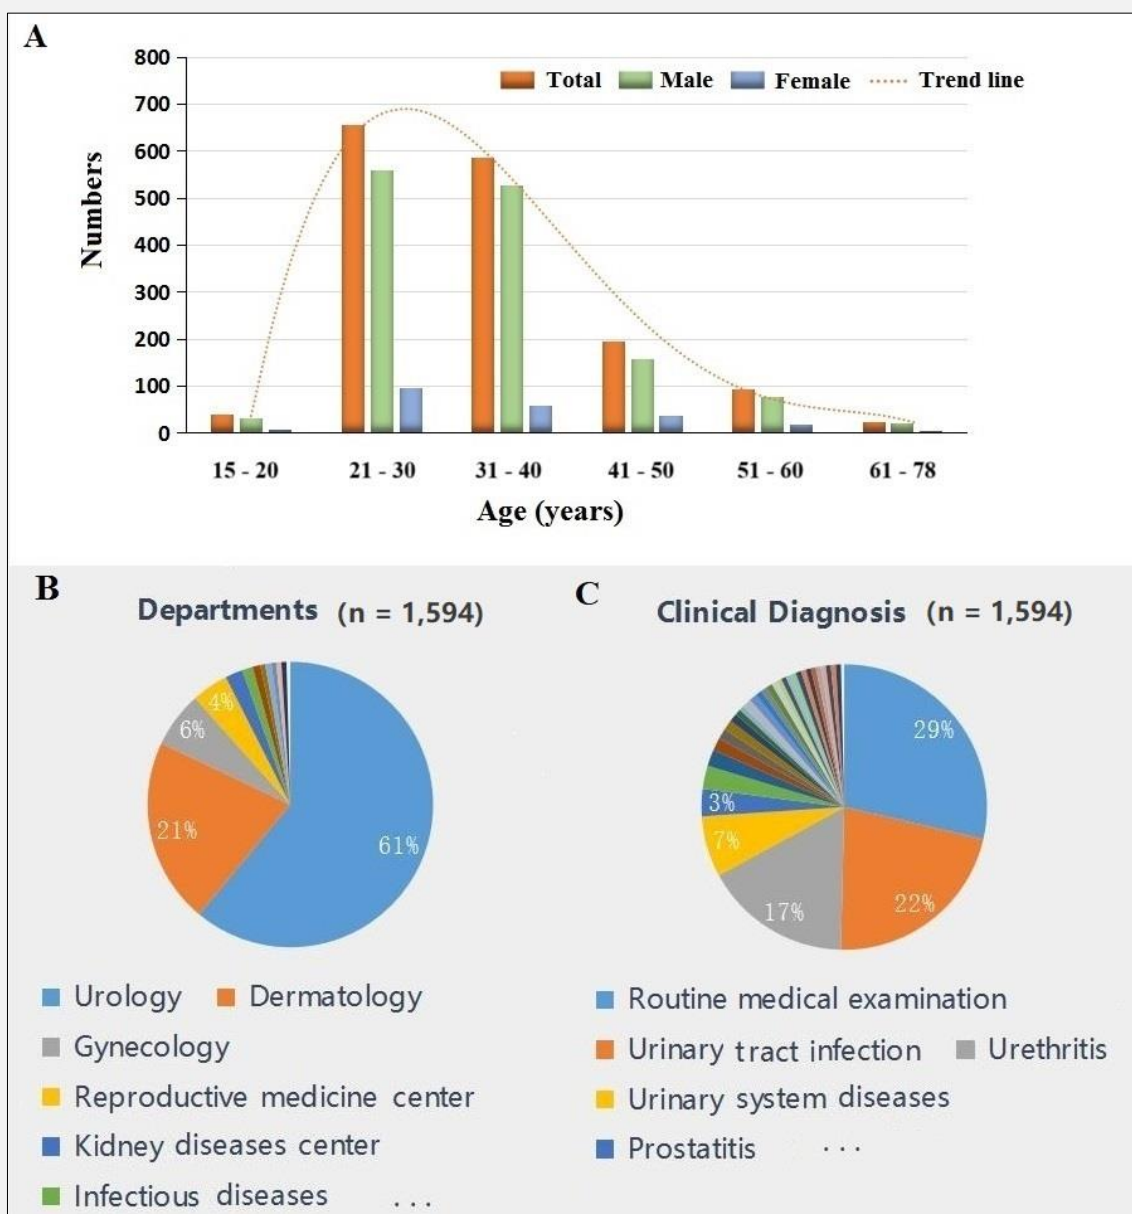 A
800
Total Male Female Trend line
700
600
500
400
300
200
100
0
Numbers
15 - 20 21 - 30 31 - 40 41 - 50 51 - 60 61 - 78
Age (years)
B
Departments (n = 1,594)
4%
6%
21%
61%
Urology Dermatology
Gynecology
Reproductive medicine center
Kidney diseases center
Infectious diseases ...
C
Clinical Diagnosis (n = 1,594)
29%
3%
7%
17%
22%
Routine medical examination
Urinary tract infection Urethritis
Urinary system diseases
Prostatitis ...